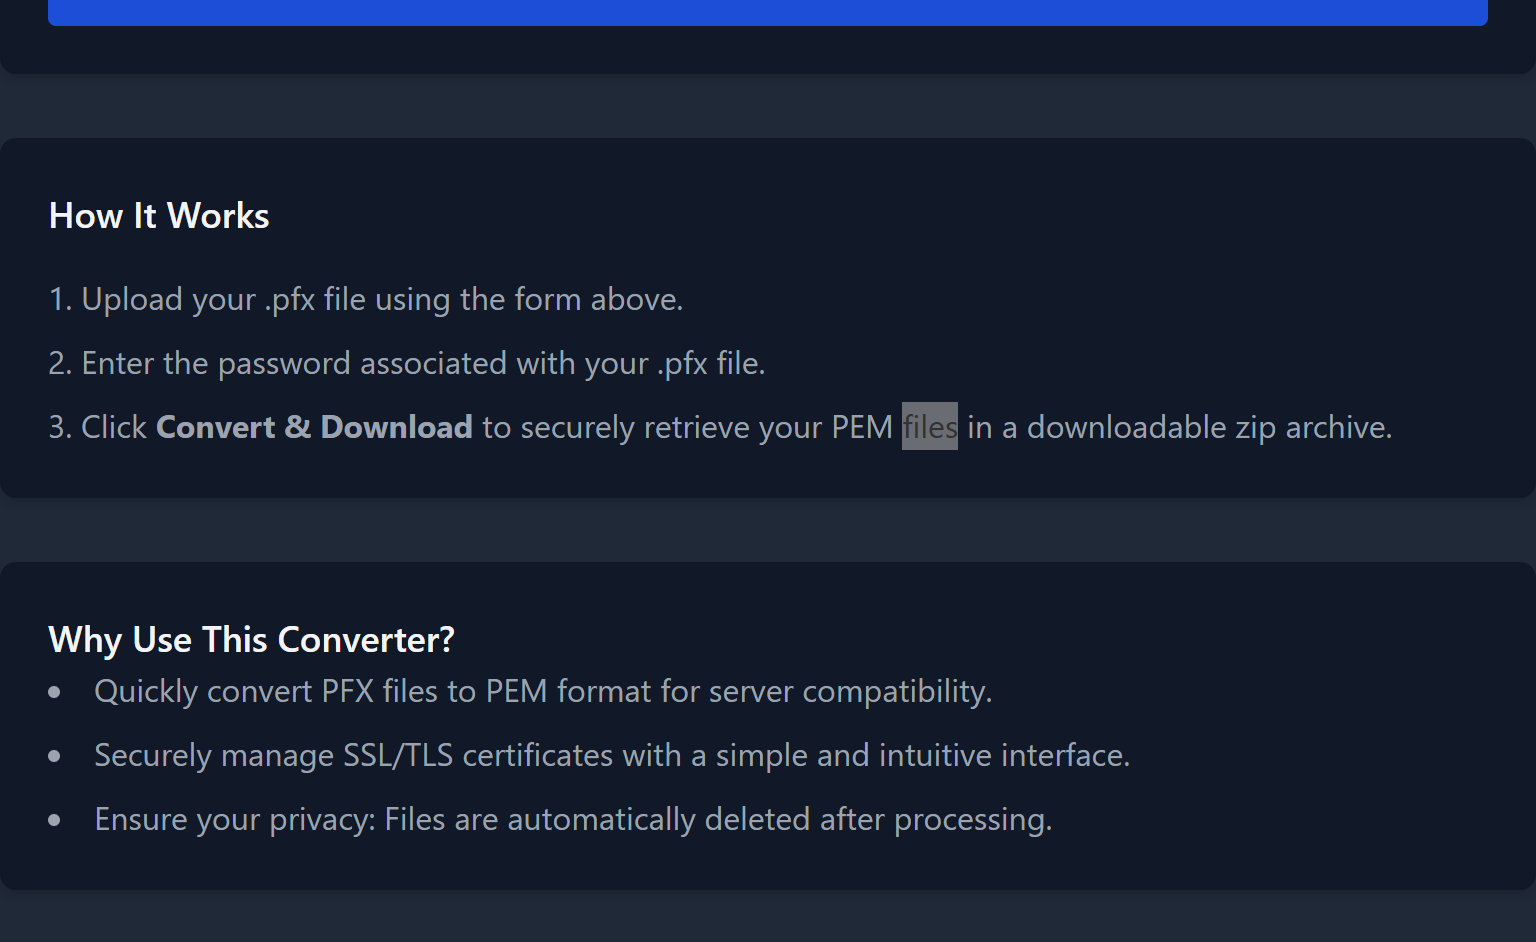 How It Works
1. Upload your .pfx file using the form above.
2. Enter the password associated with your .pfx file.
3. Click Convert & Download to securely retrieve your PEM files in a downloadable zip archive.
Why Use This Converter?
• Quickly convert PFX files to PEM format for server compatibility.
• Securely manage SSL/TLS certificates with a simple and intuitive interface.
• Ensure your privacy: Files are automatically deleted after processing.